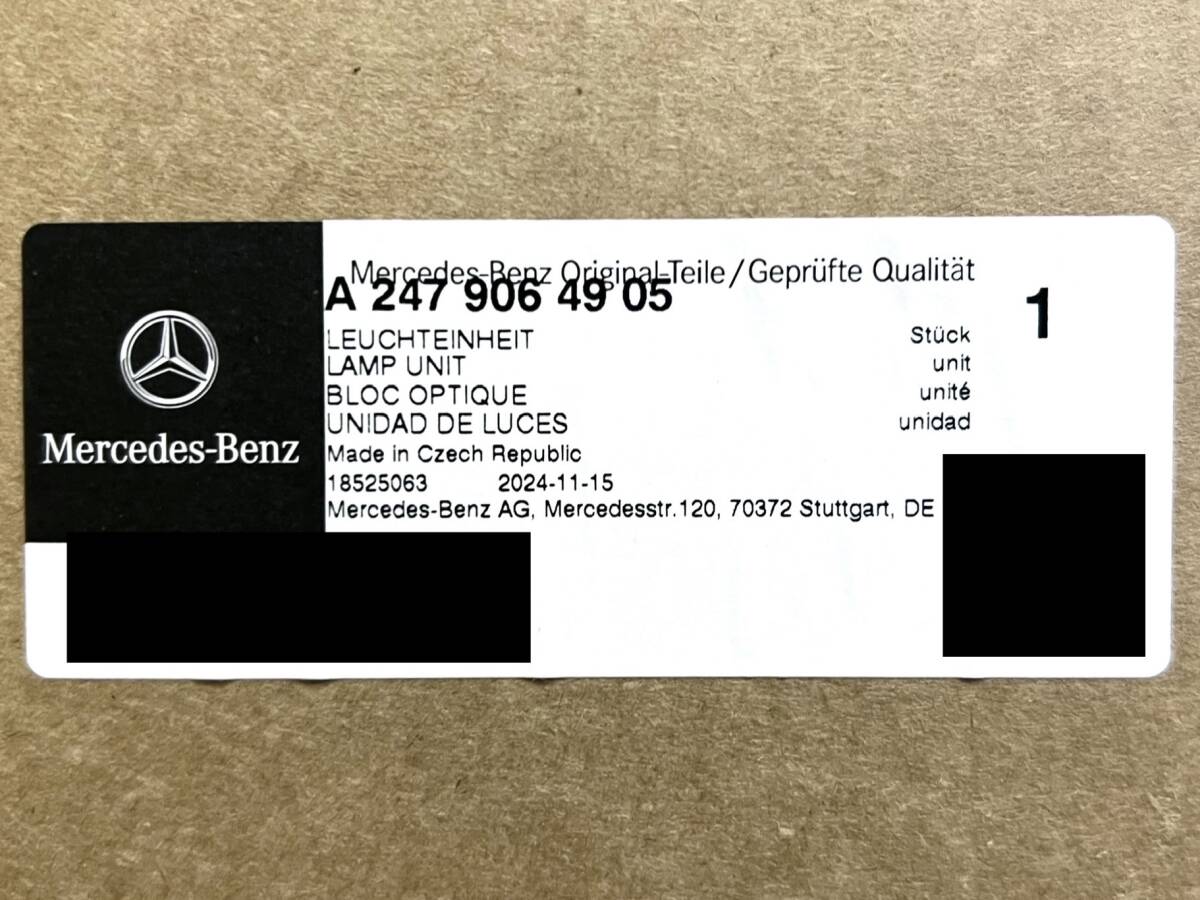 Mercedes-Benz Original-Teile/Geprüfte Qualität
A 247 906 49 05
1
LEUCHTEINHEIT Stück
LAMP UNIT unit
BLOC OPTIQUE unité
UNIDAD DE LUCES unidad
Made in Czech Republic
18525063 2024-11-15
Mercedes-Benz AG, Mercedesstr.120, 70372 Stuttgart, DE
Mercedes-Benz